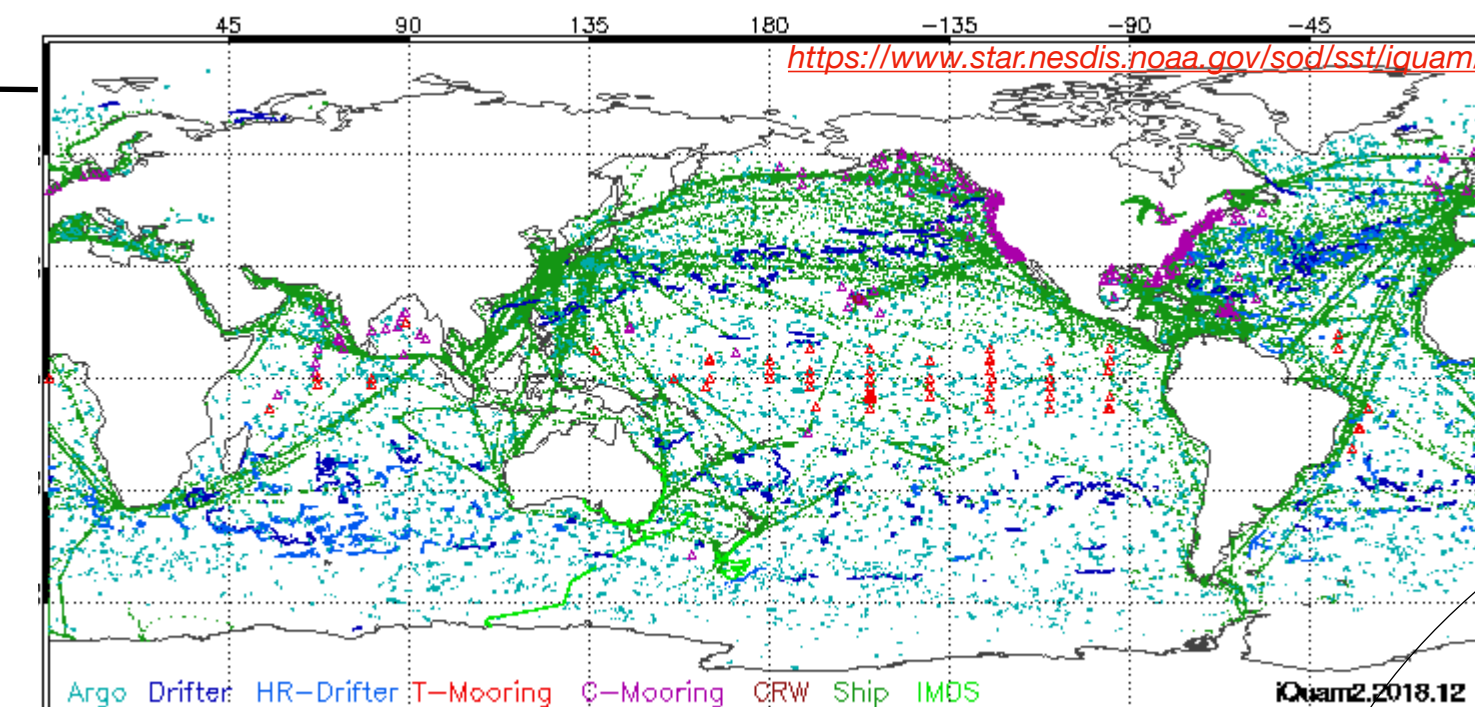 45 90 135 180 −135 −90 −45
https://www.star.nesdis.noaa.gov/sod/sst/iquam
Argo Drifter HR−Drifter T−Mooring C−Mooring CRW Ship IMOS
iQuam2:2018.12